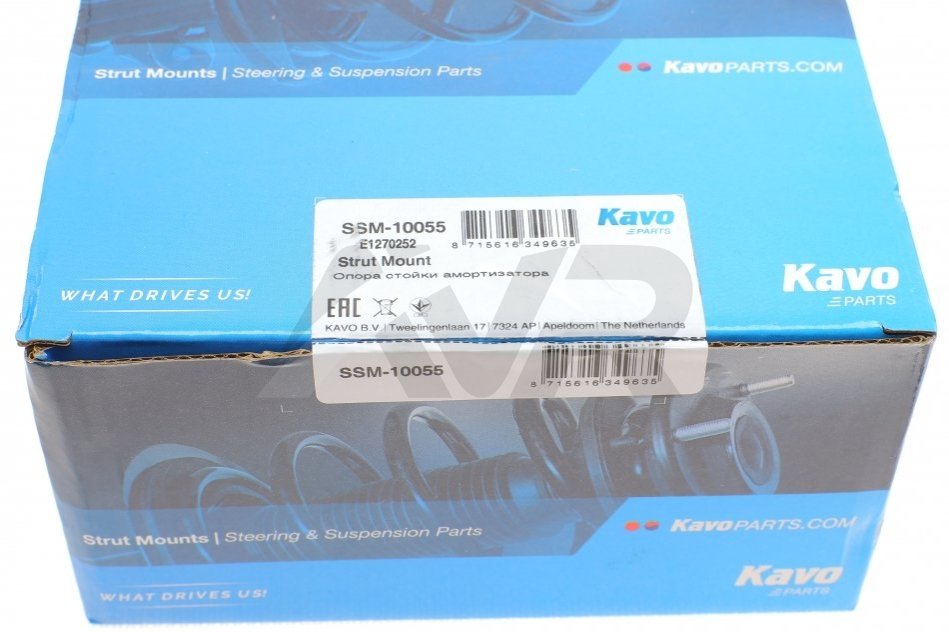 Strut Mounts | Steering & Suspension Parts
KavoPARTS.COM
SSM-10055
E1270252
8 715616 349635
Kavo
PARTS
Strut Mount
Опора стойки амортизатора
EAC
KAVO B.V. | Tweelingenlaan 17 | 7324 AP | Apeldoorn | The Netherlands
WHAT DRIVES US!
Kavo
PARTS
AVR
SSM-10055
8 715616 349635
Strut Mounts | Steering & Suspension Parts
KavoPARTS.COM
WHAT DRIVES US!
Kavo
PARTS